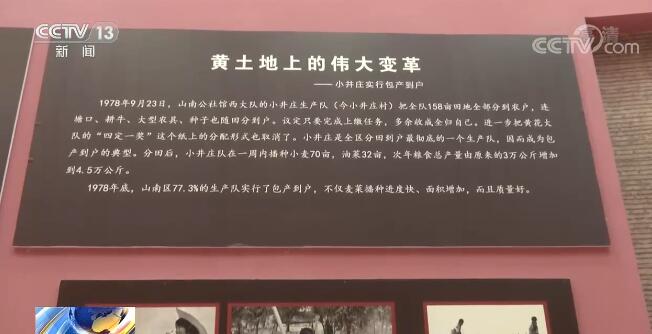 CCTV 13
新闻
高清
CCTV.com
黄土地上的伟大变革
——小井庄实行包产到户
1978年9月23日，山南公社馆西大队的小井庄生产队（今小井庄村）把全队158亩田地全部分到农户，连
塘口、耕牛、大型农具、种子也随田分到户。议定只要完成上缴任务，多余收成全归自己。进一步把黄花大
队的“四定一奖”这个纸上的分配形式也取消了。小井庄是全区分田到户最彻底的一个生产队，因而成为包
产到户的典型。分田后，小井庄队在一周内播种小麦70亩，油菜32亩，次年粮食总产量由原来的3万公斤增加
到4.5万公斤。
1978年底，山南区77.3%的生产队实行了包产到户，不仅麦菜播种进度快、面积增加，而且质量好。